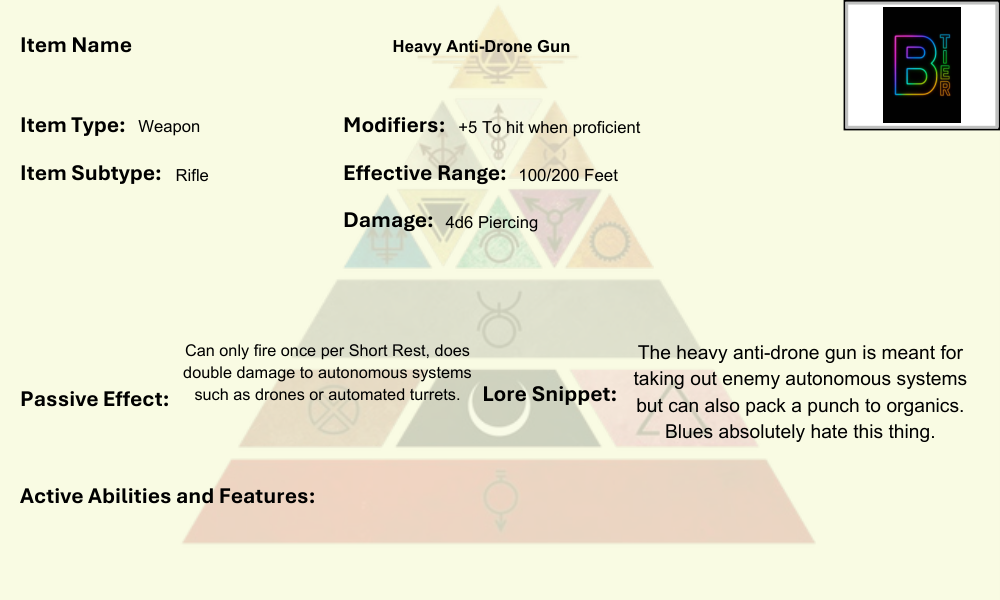 Item Name
Heavy Anti-Drone Gun
B TIER
Item Type: Weapon
Modifiers: +5 To hit when proficient
Item Subtype: Rifle
Effective Range: 100/200 Feet
Damage: 4d6 Piercing
Passive Effect:
Can only fire once per Short Rest, does
double damage to autonomous systems
such as drones or automated turrets.
Lore Snippet:
The heavy anti-drone gun is meant for
taking out enemy autonomous systems
but can also pack a punch to organics.
Blues absolutely hate this thing.
Active Abilities and Features: